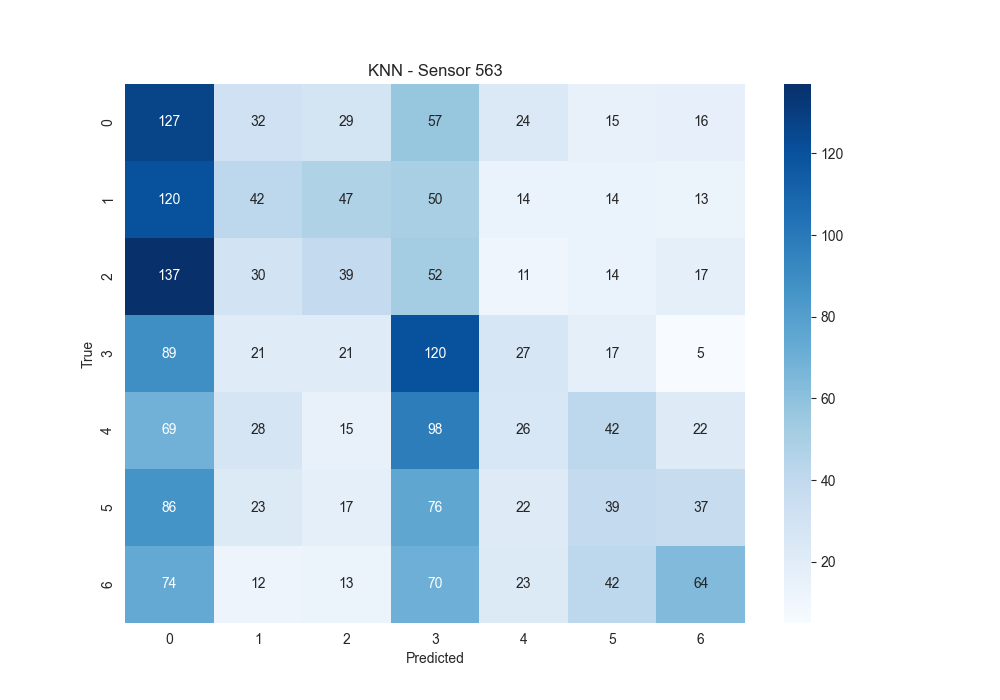 KNN - Sensor 563
0 127 32 29 57 24 15 16
1 120 42 47 50 14 14 13
2 137 30 39 52 11 14 17
3 89 21 21 120 27 17 5
4 69 28 15 98 26 42 22
5 86 23 17 76 22 39 37
6 74 12 13 70 23 42 64
True
0 1 2 3 4 5 6
Predicted
120
100
80
60
40
20